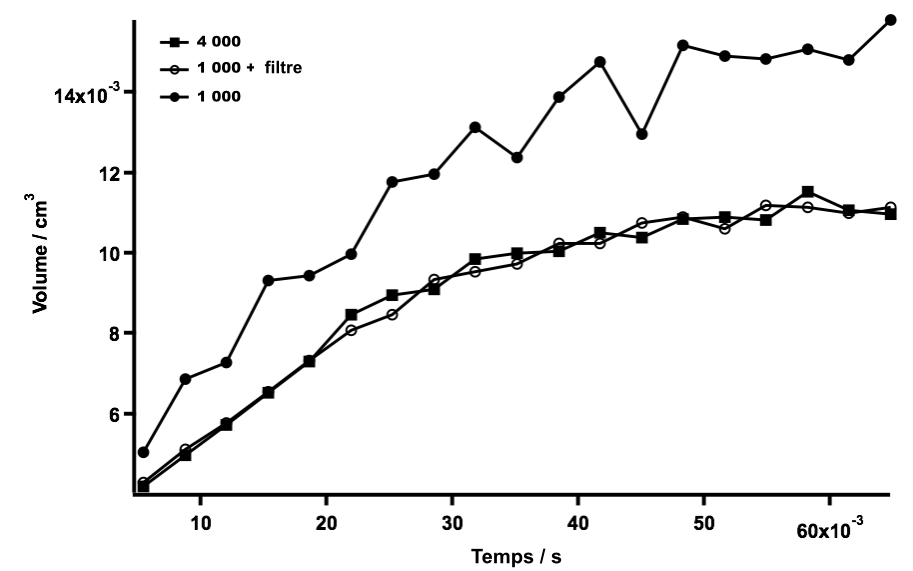 4 000
1 000 + filtre
1 000
14x10⁻³
12
10
8
6
Volume / cm³
10
20
30
40
50
60x10⁻³
Temps / s